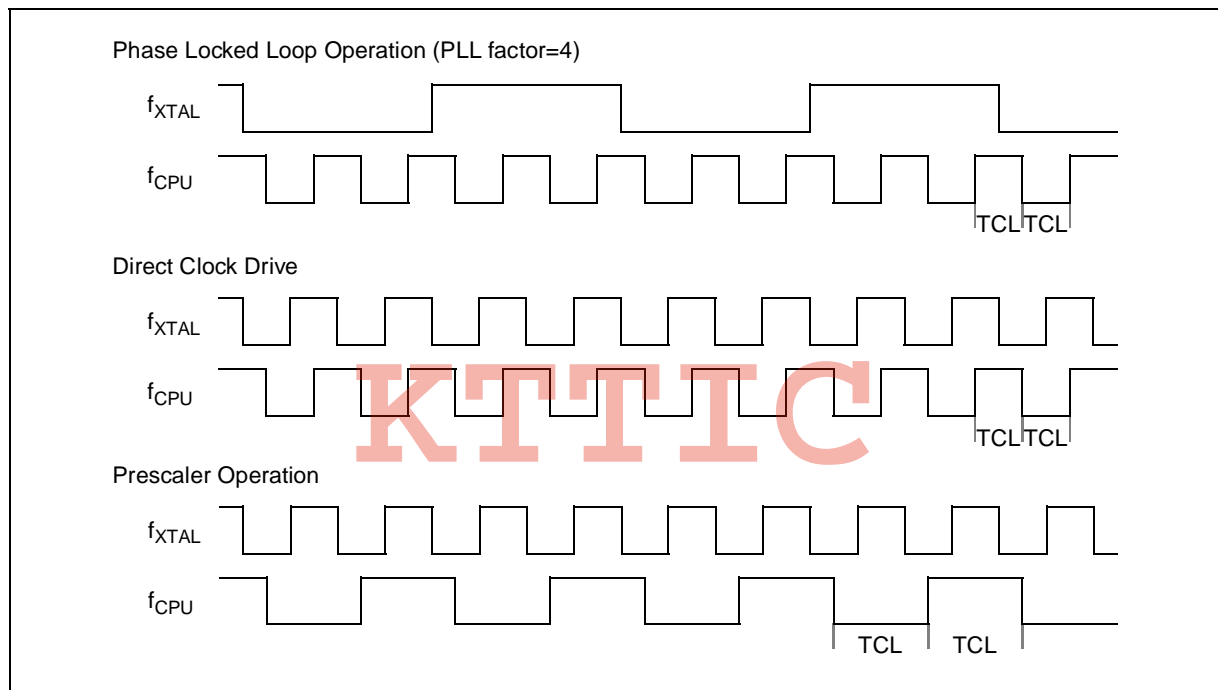 Phase Locked Loop Operation (PLL factor=4)
fXTAL
fCPU
TCL TCL
Direct Clock Drive
fXTAL
fCPU
TCL TCL
KTTIC
Prescaler Operation
fXTAL
fCPU
TCL TCL